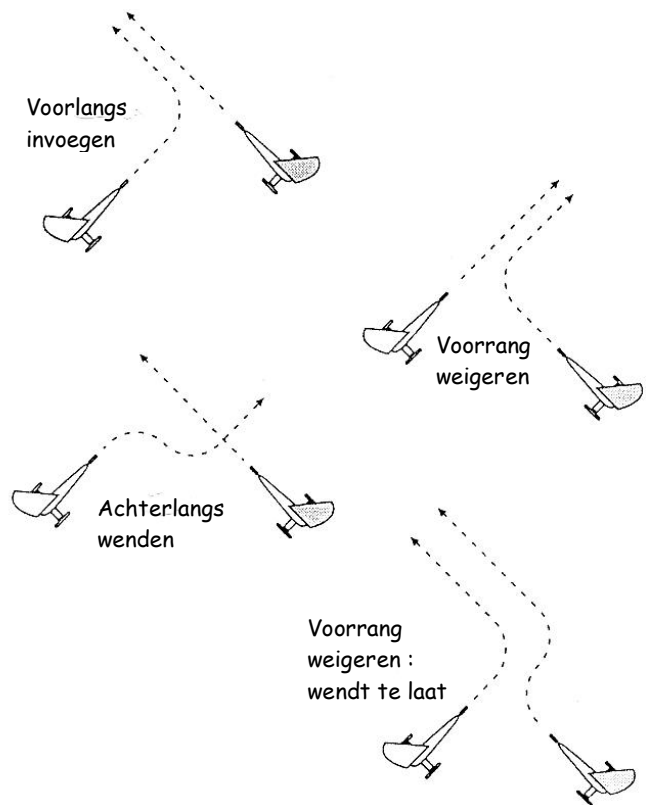 Voorlangs
invoegen
Voorrang
weigeren
Achterlangs
wenden
Voorrang
weigeren :
wendt te laat